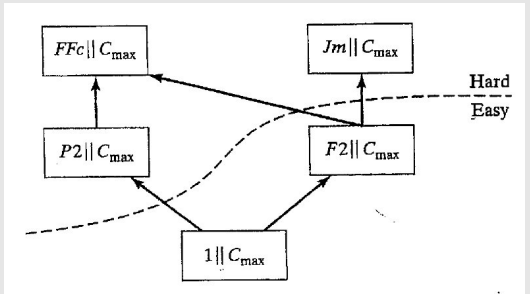 FFc || Cmax
Jm || Cmax
Hard
Easy
P2 || Cmax
F2 || Cmax
1 || Cmax